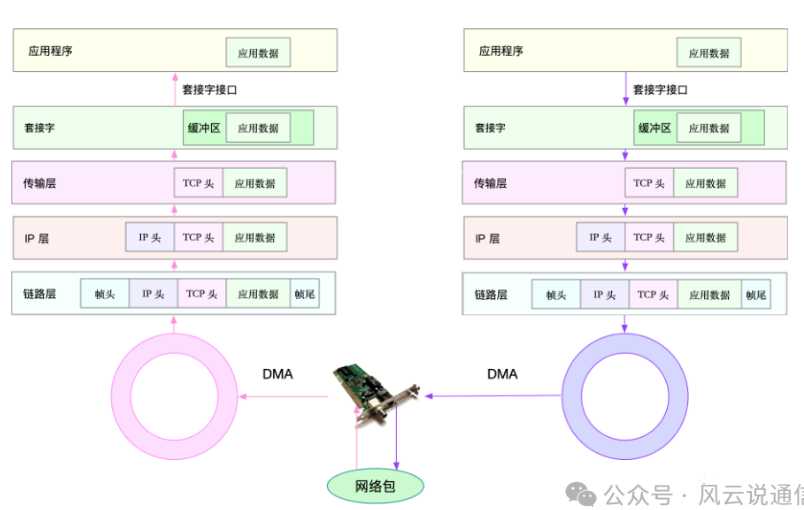 应用程序 应用数据
套接字接口
套接字 缓冲区 应用数据
传输层 TCP 头 应用数据
IP 层 IP 头 TCP 头 应用数据
链路层 帧头 IP 头 TCP 头 应用数据 帧尾
DMA
应用程序 应用数据
套接字接口
套接字 缓冲区 应用数据
传输层 TCP 头 应用数据
IP 层 IP 头 TCP 头 应用数据
链路层 帧头 IP 头 TCP 头 应用数据 帧尾
DMA
网络包
公众号 · 风云说通信